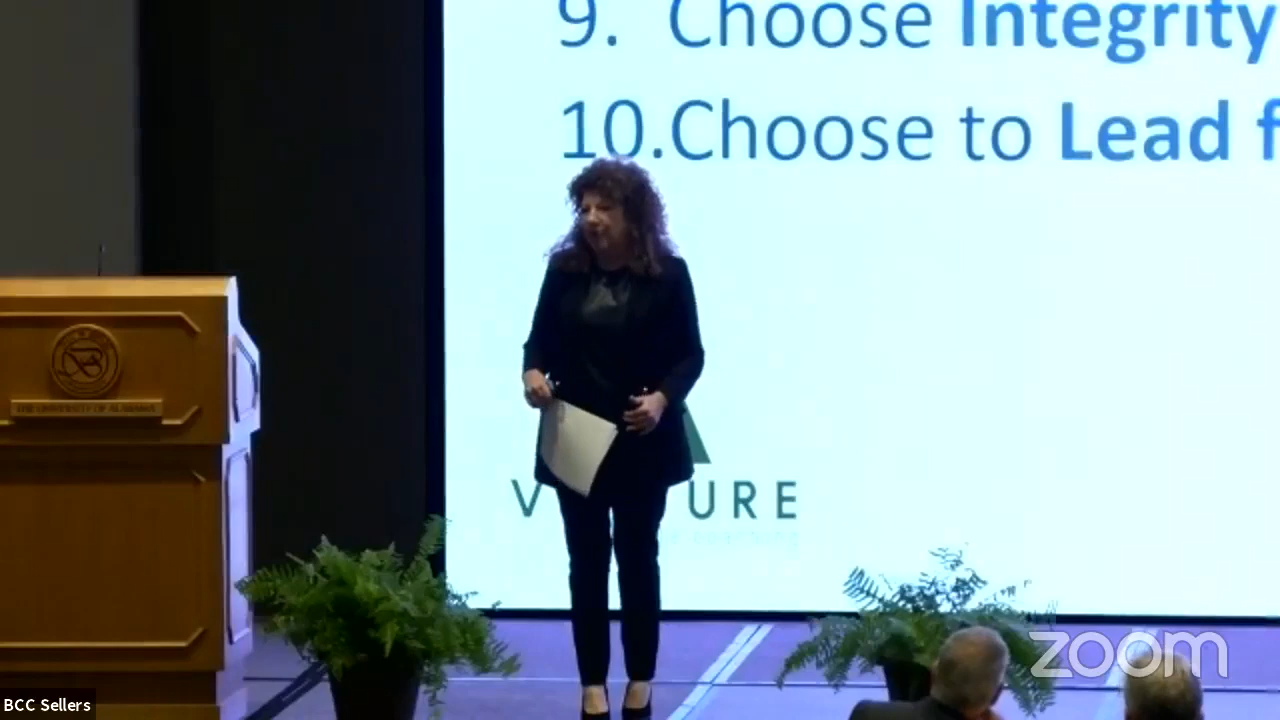 9. Choose Integrity
10. Choose to Lead f
THE UNIVERSITY OF ALABAMA
V URE
zoom
BCC Sellers